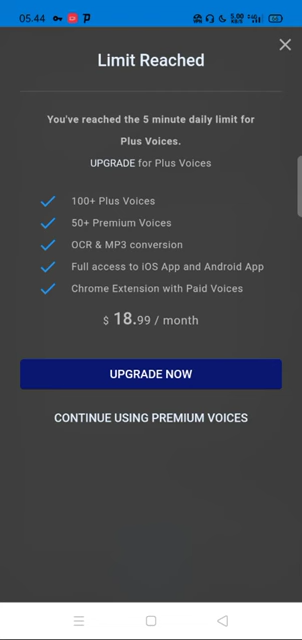 05.44
Limit Reached
You've reached the 5 minute daily limit for
Plus Voices.
UPGRADE for Plus Voices
100+ Plus Voices
50+ Premium Voices
OCR & MP3 conversion
Full access to iOS App and Android App
Chrome Extension with Paid Voices
$ 18.99 / month
UPGRADE NOW
CONTINUE USING PREMIUM VOICES